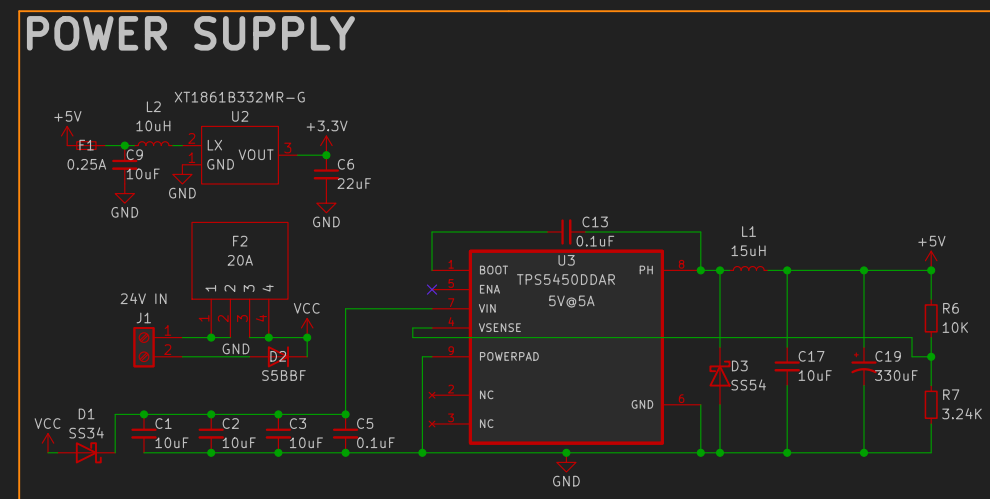 POWER SUPPLY
XT1861B332MR-G
U2
L2
10uH
+5V
F1
0.25A
C9
10uF
GND
2
1
LX
GND
VOUT
3
GND
+3.3V
C6
22uF
GND
F2
20A
1
2
3
4
1
2
3
4
24V IN
J1
1
2
GND
VCC
D2
S5BBF
VCC
D1
SS34
C1
10uF
C2
10uF
C3
10uF
C5
0.1uF
C13
0.1uF
U3
TPS5450DDAR
5V@5A
1
BOOT
5
ENA
7
VIN
4
VSENSE
9
POWERPAD
2
NC
3
NC
PH
8
GND
6
GND
L1
15uH
D3
SS54
C17
10uF
C19
330uF
+5V
R6
10K
R7
3.24K